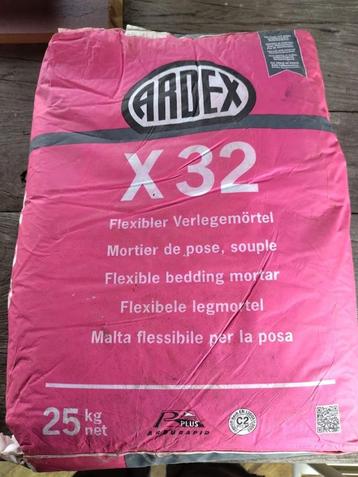 ARDEX
X 32
Flexibler Verlegemörtel
Mortier de pose, souple
Flexible bedding mortar
Flexibele legmortel
Malta flessibile per la posa
25 kg
net
PLUS
ARDURAPID
C2